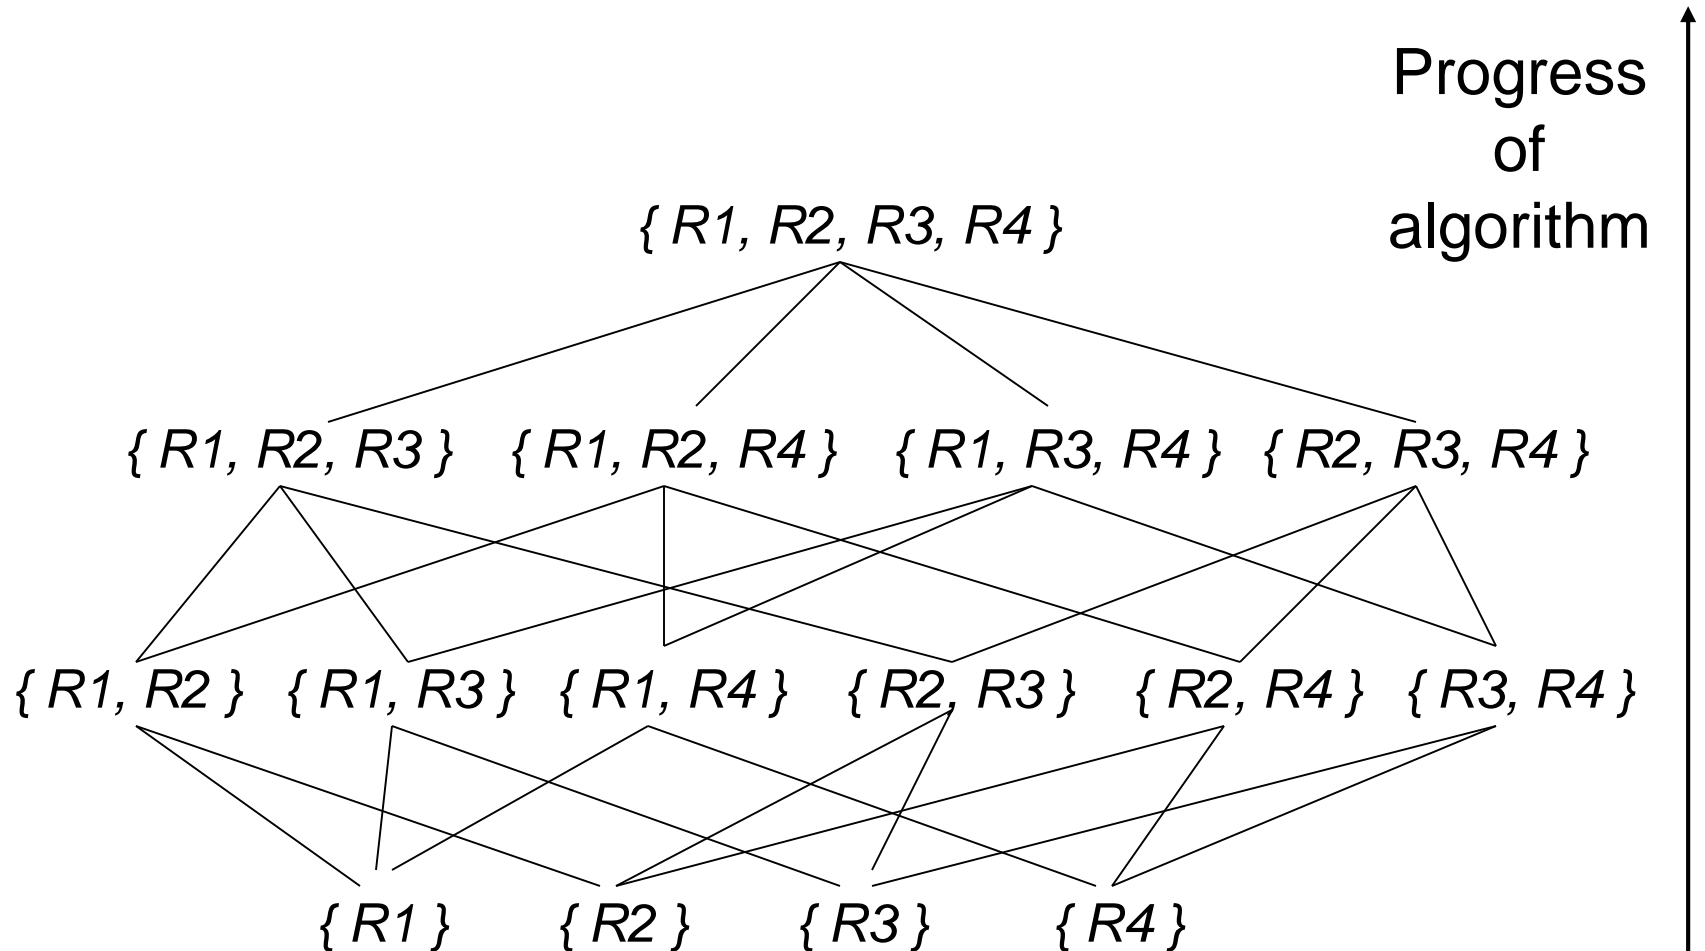 Progress
of
algorithm
{ R1, R2, R3, R4 }
{ R1, R2, R3 } { R1, R2, R4 } { R1, R3, R4 } { R2, R3, R4 }
{ R1, R2 } { R1, R3 } { R1, R4 } { R2, R3 } { R2, R4 } { R3, R4 }
{ R1 } { R2 } { R3 } { R4 }